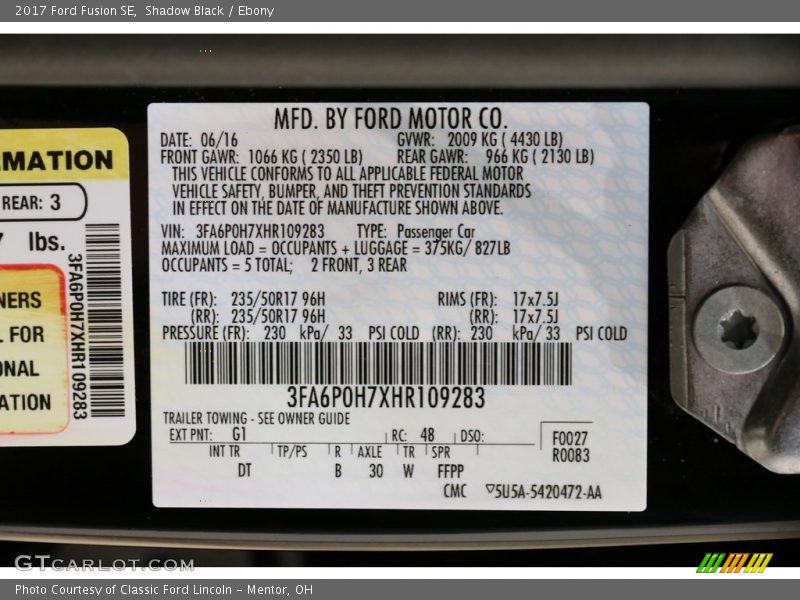 2017 Ford Fusion SE, Shadow Black / Ebony
RMATION
REAR: 3
lbs.
NERS
L FOR
ONAL
ATION
3FA6P0H7XHR109283
MFD. BY FORD MOTOR CO.
DATE: 06/16 GVWR: 2009 KG ( 4430 LB)
FRONT GAWR: 1066 KG ( 2350 LB) REAR GAWR: 966 KG ( 2130 LB)
THIS VEHICLE CONFORMS TO ALL APPLICABLE FEDERAL MOTOR
VEHICLE SAFETY, BUMPER, AND THEFT PREVENTION STANDARDS
IN EFFECT ON THE DATE OF MANUFACTURE SHOWN ABOVE.
VIN: 3FA6P0H7XHR109283 TYPE: Passenger Car
MAXIMUM LOAD = OCCUPANTS + LUGGAGE = 375KG/ 827LB
OCCUPANTS = 5 TOTAL; 2 FRONT, 3 REAR
TIRE (FR): 235/50R17 96H RIMS (FR): 17x7.5J
(RR): 235/50R17 96H (RR): 17x7.5J
PRESSURE (FR): 230 kPa/ 33 PSI COLD (RR): 230 kPa/ 33 PSI COLD
3FA6P0H7XHR109283
TRAILER TOWING - SEE OWNER GUIDE
EXT PNT: G1 RC: 48 DSO: F0027
R0083
INT TR TP/PS R AXLE TR SPR
DT B 30 W FFPP
CMC ▽5U5A-5420472-AA
GTCARLOT.COM
Photo Courtesy of Classic Ford Lincoln - Mentor, OH